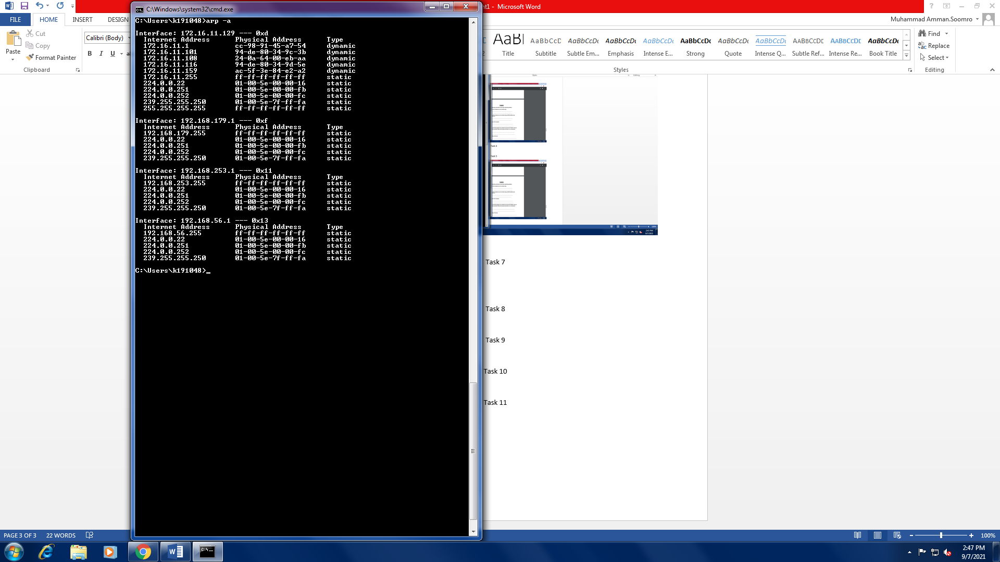 C:\Windows\system32\cmd.exe
C:\Users\k191048>arp -a
Interface: 172.16.11.129 --- 0xd
Internet Address Physical Address Type
172.16.11.1 cc-98-91-45-a7-54 dynamic
172.16.11.101 94-de-80-34-9c-3b dynamic
172.16.11.108 24-0a-64-00-eb-aa dynamic
172.16.11.116 94-de-80-34-9d-5e dynamic
172.16.11.159 ac-5f-3e-84-e2-a2 dynamic
172.16.11.255 ff-ff-ff-ff-ff-ff static
224.0.0.22 01-00-5e-00-00-16 static
224.0.0.251 01-00-5e-00-00-fb static
224.0.0.252 01-00-5e-00-00-fc static
239.255.255.250 01-00-5e-7f-ff-fa static
255.255.255.255 ff-ff-ff-ff-ff-ff static
Interface: 192.168.179.1 --- 0xf
Internet Address Physical Address Type
192.168.179.255 ff-ff-ff-ff-ff-ff static
224.0.0.22 01-00-5e-00-00-16 static
224.0.0.251 01-00-5e-00-00-fb static
224.0.0.252 01-00-5e-00-00-fc static
239.255.255.250 01-00-5e-7f-ff-fa static
Interface: 192.168.253.1 --- 0x11
Internet Address Physical Address Type
192.168.253.255 ff-ff-ff-ff-ff-ff static
224.0.0.22 01-00-5e-00-00-16 static
224.0.0.251 01-00-5e-00-00-fb static
224.0.0.252 01-00-5e-00-00-fc static
239.255.255.250 01-00-5e-7f-ff-fa static
Interface: 192.168.56.1 --- 0x13
Internet Address Physical Address Type
192.168.56.255 ff-ff-ff-ff-ff-ff static
224.0.0.22 01-00-5e-00-00-16 static
224.0.0.251 01-00-5e-00-00-fb static
224.0.0.252 01-00-5e-00-00-fc static
239.255.255.250 01-00-5e-7f-ff-fa static
C:\Users\k191048>_
- Microsoft Word
Muhammad Amman.Soomro
FILE HOME INSERT DESIGN
Paste
Cut
Copy
Format Painter
Clipboard
Calibri (Body)
B I U
AaBbCcD AaBbCcDc AaBbCcDc AaBbCcDc AaBbCcDc AaBbCcDc AaBbCcDc AABBCCDE AABBCCDE AaBbCcDc
Title Subtitle Subtle Em... Emphasis Intense E... Strong Quote Intense Q... Subtle Ref... Intense Re... Book Title
Styles
Find
Replace
Select
Editing
Task 4
Task 5
Task 7
Task 8
Task 9
Task 10
Task 11
PAGE 3 OF 3 22 WORDS
100%
2:47 PM
9/7/2021